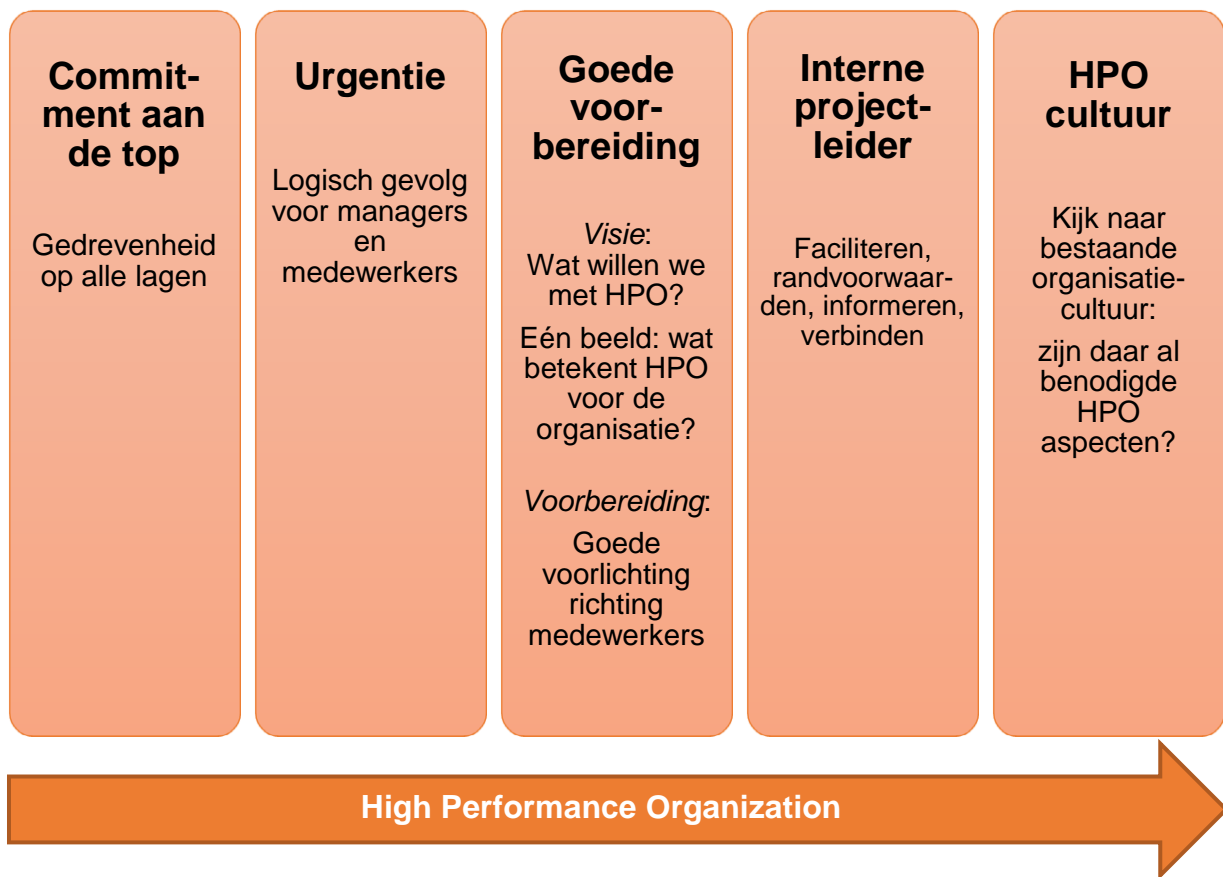 Commit-
ment aan
de top
Gedrevenheid
op alle lagen
Urgentie
Logisch gevolg
voor managers
en
medewerkers
Goede
voor-
bereiding
Visie:
Wat willen we
met HPO?
Eén beeld: wat
betekent HPO
voor de
organisatie?
Voorbereiding:
Goede
voorlichting
richting
medewerkers
Interne
project-
leider
Faciliteren,
randvoorwaar-
den, informeren,
verbinden
HPO
cultuur
Kijk naar
bestaande
organisatie-
cultuur:
zijn daar al
benodigde
HPO
aspecten?
High Performance Organization